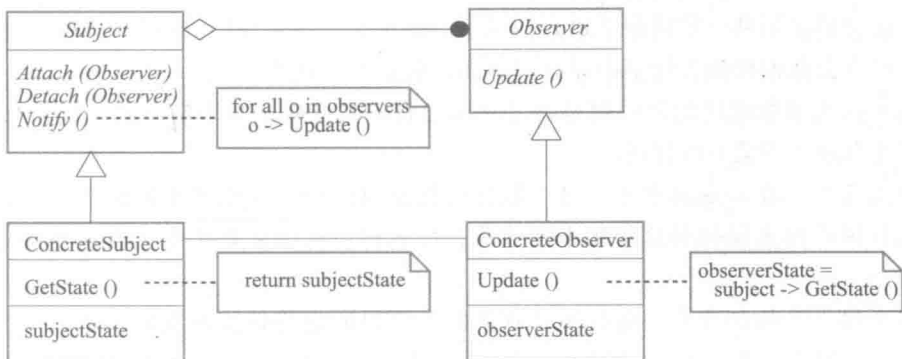 Subject
Attach (Observer)
Detach (Observer)
Notify ()
for all o in observers
o -> Update ()
Observer
Update ()
ConcreteSubject
GetState ()
subjectState
return subjectState
ConcreteObserver
Update ()
observerState
observerState =
subject -> GetState ()